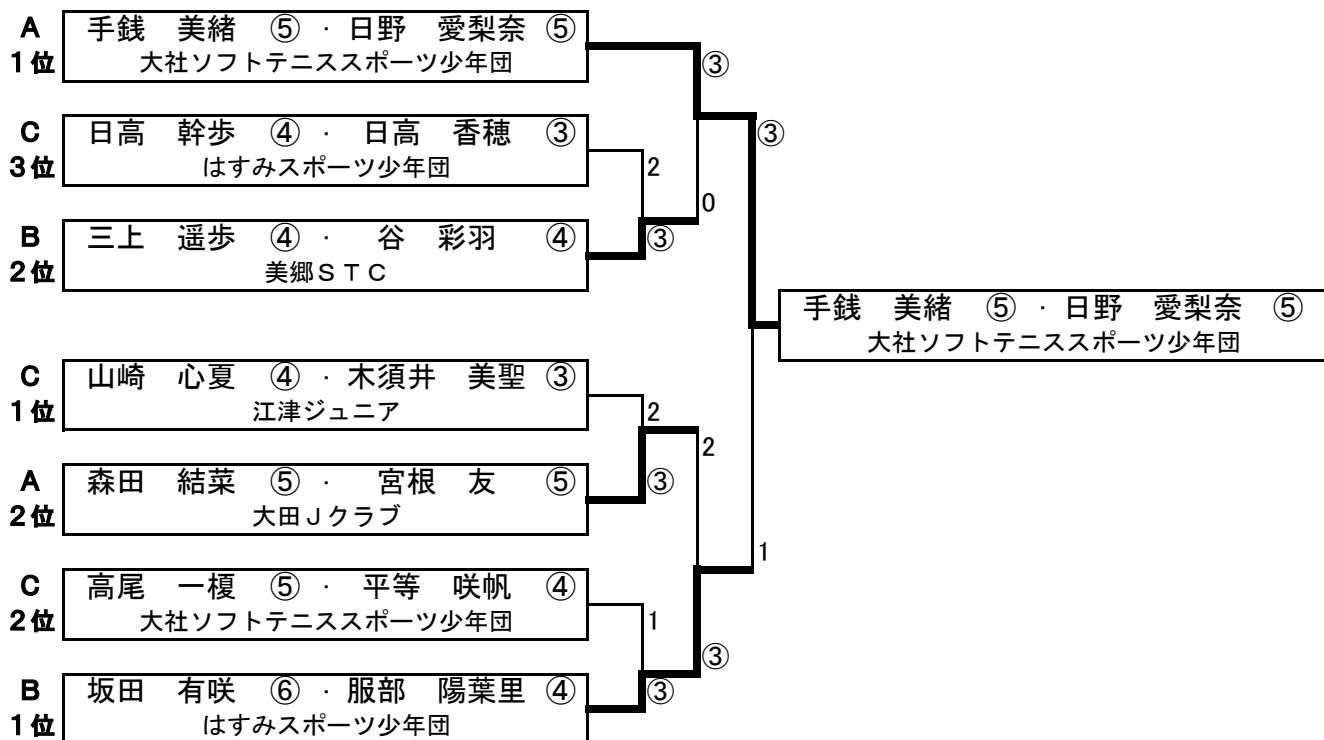 A 手銭 美緒 ⑤ ・ 日野 愛梨奈 ⑤
1位 大社ソフトテニススポーツ少年団
③
C 日高 幹歩 ④ ・ 日高 香穂 ③
③
3位 はすみスポーツ少年団
2
0
B 三上 遥歩 ④ ・ 谷 彩羽 ④
③
2位 美郷STC
手銭 美緒 ⑤ ・ 日野 愛梨奈 ⑤
大社ソフトテニススポーツ少年団
C 山崎 心夏 ④ ・ 木須井 美聖 ③
1位 江津ジュニア
2
2
A 森田 結菜 ⑤ ・ 宮根 友 ⑤
③
2位 大田Jクラブ
1
C 高尾 一榎 ⑤ ・ 平等 咲帆 ④
2位 大社ソフトテニススポーツ少年団
1
③
B 坂田 有咲 ⑥ ・ 服部 陽葉里 ④
③
1位 はすみスポーツ少年団